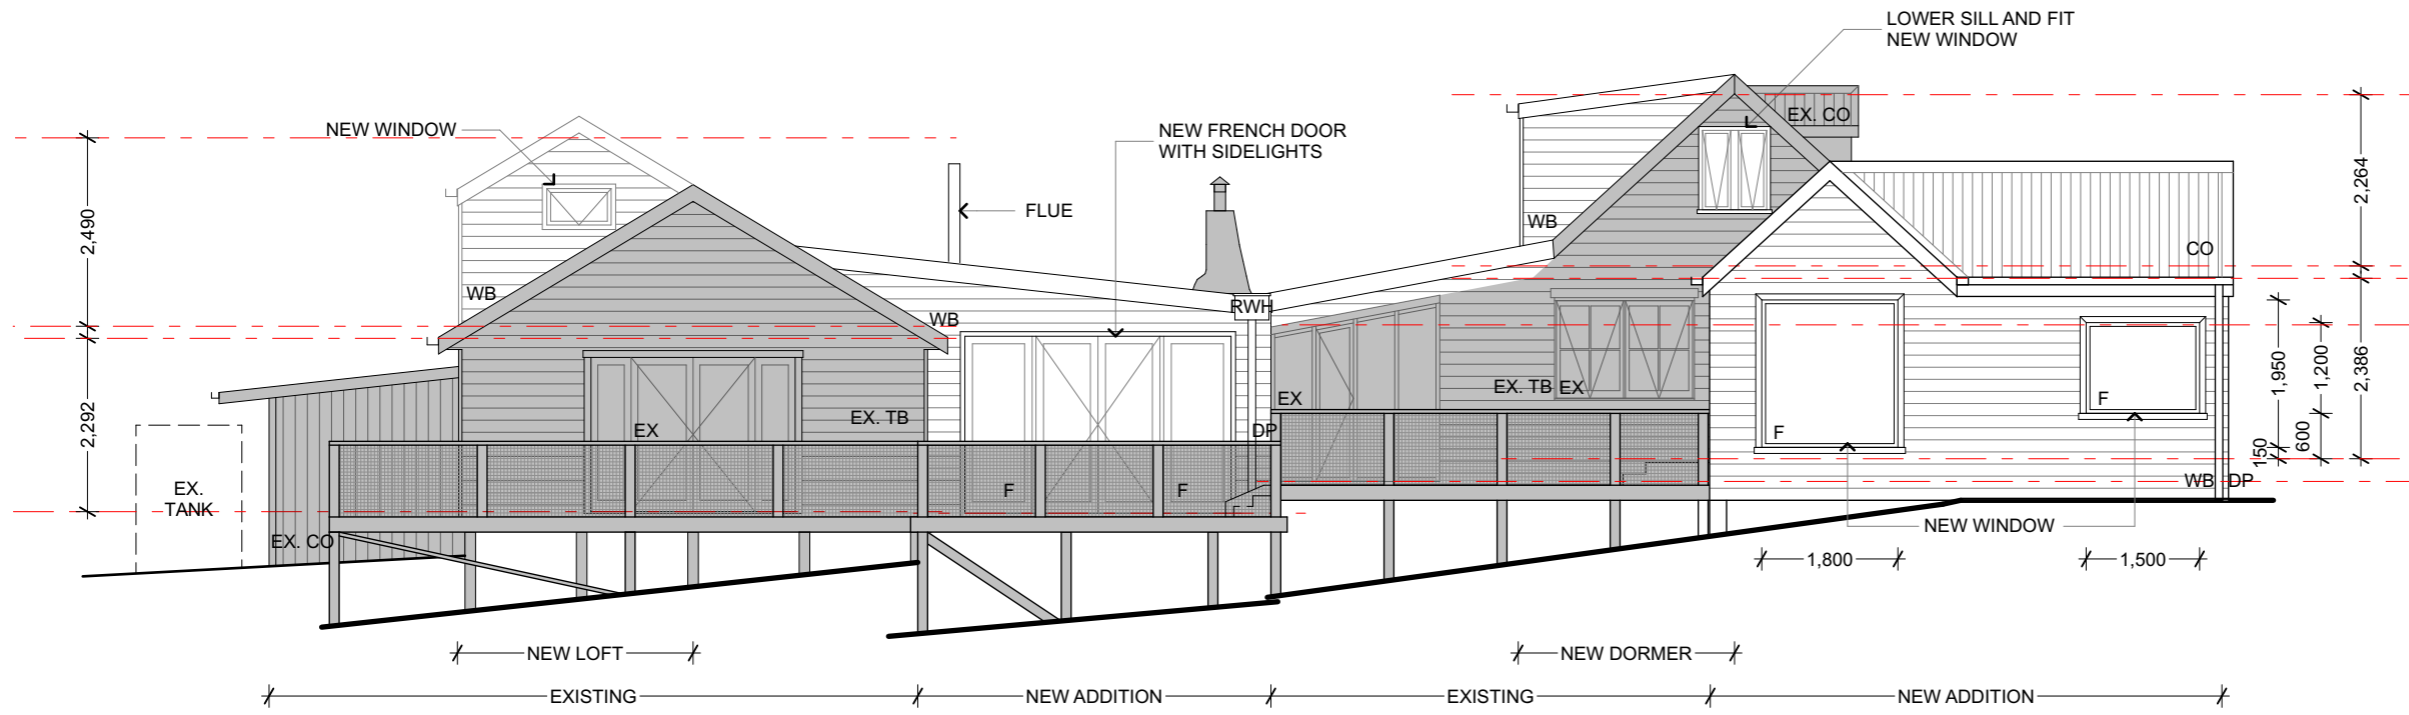 LOWER SILL AND FIT
NEW WINDOW
NEW WINDOW
NEW FRENCH DOOR
WITH SIDELIGHTS
EX. CO
FLUE
WB
CO
2,490
2,264
WB
RWH
WB
EX. TB
EX
EX
F
1,950
1,200
2,386
2,292
EX
EX. TB
DP
F
600
150
EX.
TANK
F
F
WB
DP
EX. CO
NEW WINDOW
1,800
1,500
NEW LOFT
NEW DORMER
EXISTING
NEW ADDITION
EXISTING
NEW ADDITION